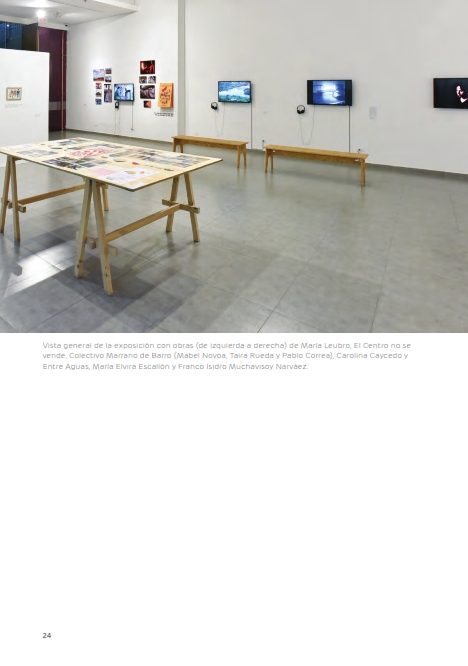 Vista general de la exposición con obras (de izquierda a derecha) de María Leubro, El Centro no se
vende, Colectivo Marrano de Barro (Mabel Novoa, Taira Rueda y Pablo Correa), Carolina Caycedo y
Entre Aguas, María Elvira Escallón y Franco Isidro Muchavisoy Narváez.
24